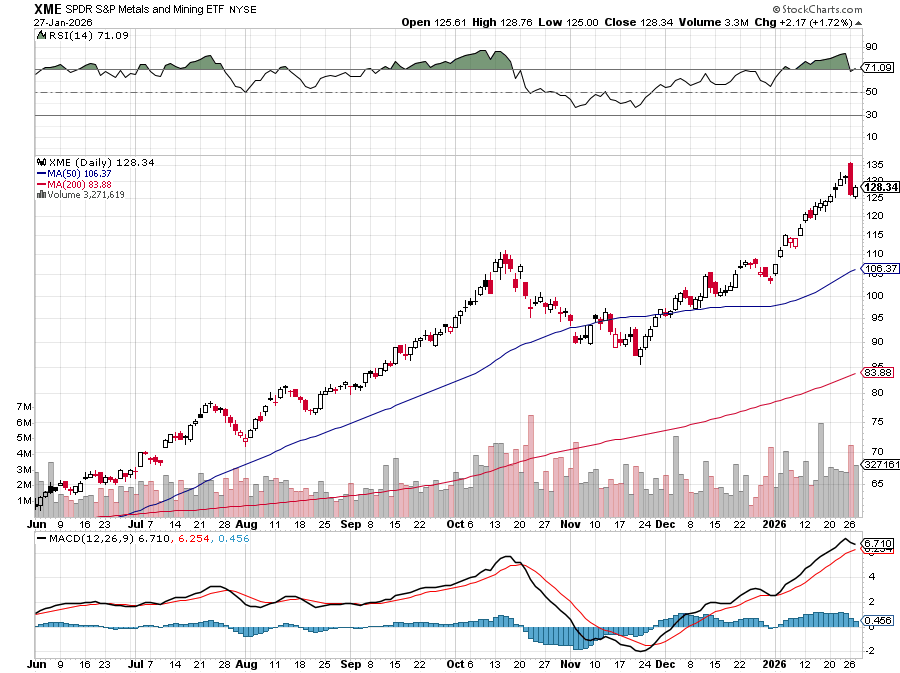 XME SPDR S&P Metals and Mining ETF NYSE
© StockCharts.com
27-Jan-2026
Open 125.61 High 128.76 Low 125.00 Close 128.34 Volume 3.3M Chg +2.17 (+1.72%)
RSI(14) 71.09
90
71.09
50
30
10
XME (Daily) 128.34
MA(50) 106.37
MA(200) 83.88
Volume 3,271,619
135
130
128.34
125
120
115
110
106.37
100
95
90
85
83.88
80
75
70
327161
65
7M
6M
5M
4M
3M
2M
1M
Jun 9 16 23 Jul 7 14 21 28 Aug 11 18 25 Sep 8 15 22 Oct 6 13 20 27 Nov 10 17 24 Dec 8 15 22 2026 12 20 26
MACD(12,26,9) 6.710, 6.254, 0.456
6.710
6.254
4
2
0.456
0
-2
Jun 9 16 23 Jul 7 14 21 28 Aug 11 18 25 Sep 8 15 22 Oct 6 13 20 27 Nov 10 17 24 Dec 8 15 22 2026 12 20 26